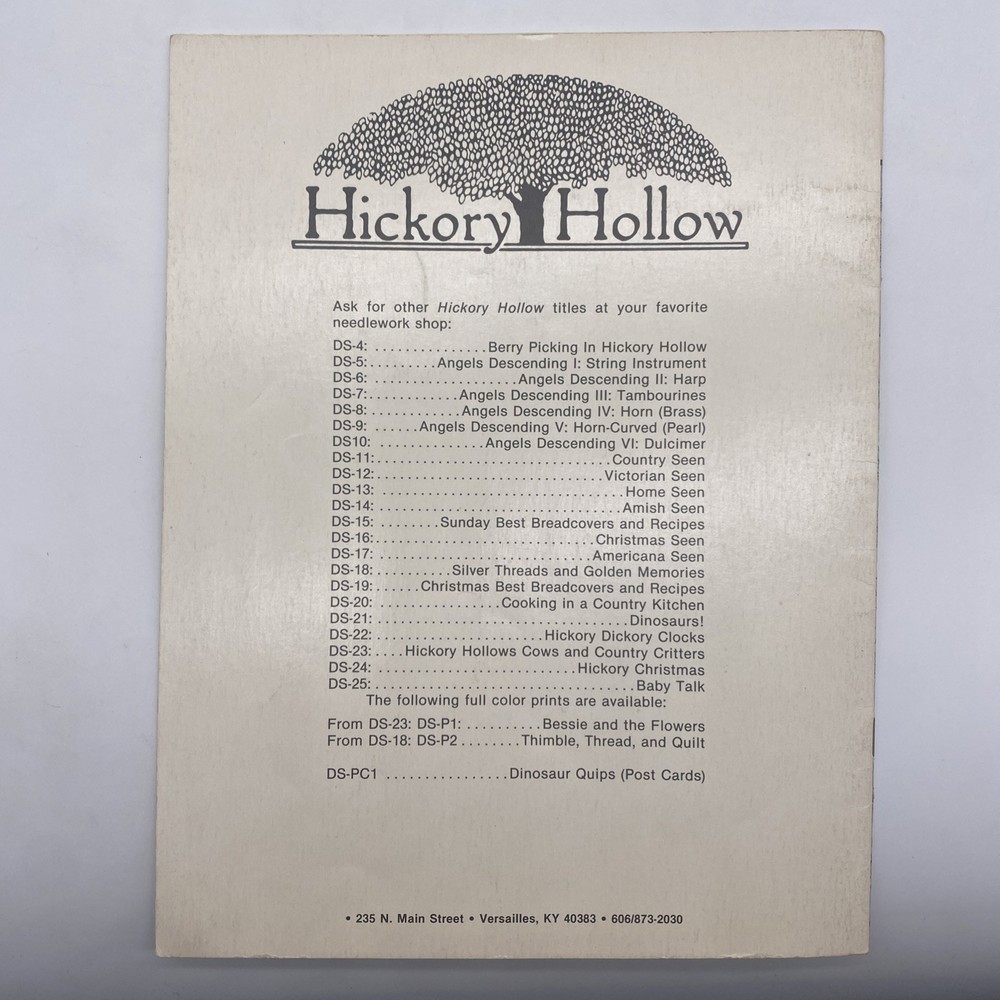 Hickory Hollow
Ask for other Hickory Hollow titles at your favorite
needlework shop:
DS-4: ...............Berry Picking In Hickory Hollow
DS-5:.........Angels Descending I: String Instrument
DS-6: ...................Angels Descending II: Harp
DS-7:............Angels Descending III: Tambourines
DS-8: ............Angels Descending IV: Horn (Brass)
DS-9: ......Angels Descending V: Horn-Curved (Pearl)
DS10: ..............Angels Descending VI: Dulcimer
DS-11:...............................Country Seen
DS-12:..............................Victorian Seen
DS-13: ................................Home Seen
DS-14:................................Amish Seen
DS-15: ........Sunday Best Breadcovers and Recipes
DS-16:.............................Christmas Seen
DS-17:............................Americana Seen
DS-18:..........Silver Threads and Golden Memories
DS-19:......Christmas Best Breadcovers and Recipes
DS-20: ................Cooking in a Country Kitchen
DS-21: .................................Dinosaurs!
DS-22:......................Hickory Dickory Clocks
DS-23:....Hickory Hollows Cows and Country Critters
DS-24: ..........................Hickory Christmas
DS-25:..................................Baby Talk
The following full color prints are available:
From DS-23: DS-P1: ..........Bessie and the Flowers
From DS-18: DS-P2........Thimble, Thread, and Quilt
DS-PC1 ................Dinosaur Quips (Post Cards)
• 235 N. Main Street • Versailles, KY 40383 • 606/873-2030